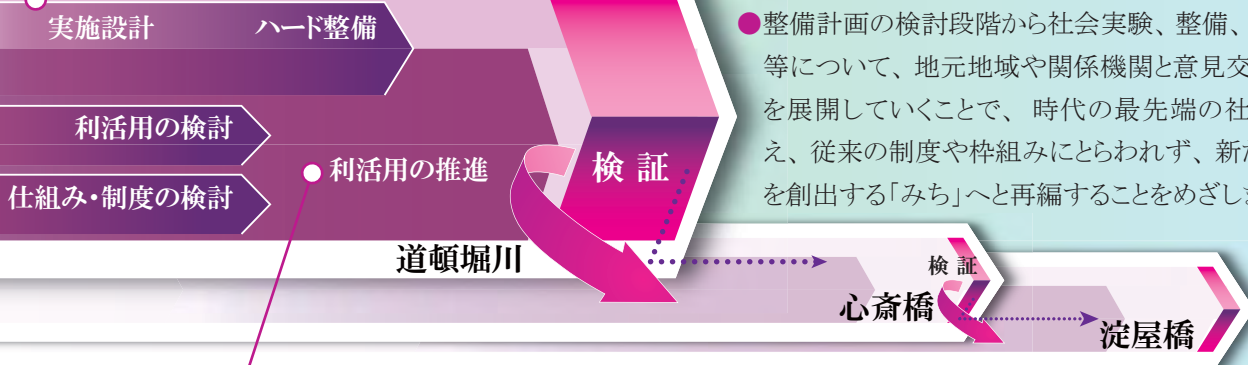 実施設計 ハード整備
利活用の検討
利活用の推進
仕組み・制度の検討
検 証
道頓堀川
検 証
心斎橋
淀屋橋
●整備計画の検討段階から社会実験、整備、
等について、地元地域や関係機関と意見交
を展開していくことで、時代の最先端の社
え、従来の制度や枠組みにとらわれず、新た
を創出する「みち」へと再編することをめざしま